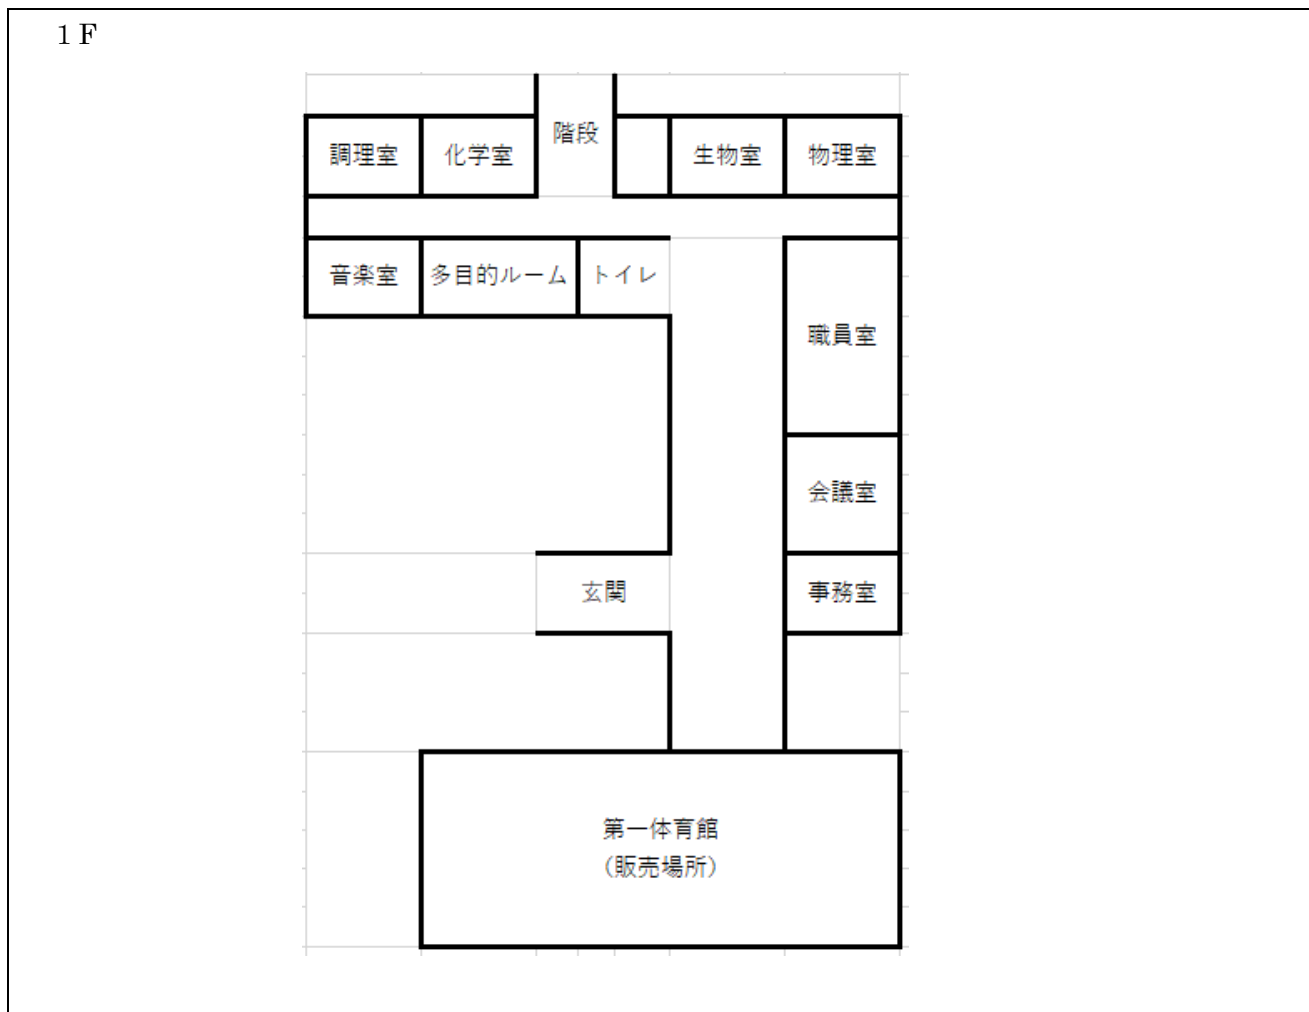 1 F
階段
調理室
化学室
生物室
物理室
音楽室
多目的ルーム
トイレ
職員室
会議室
玄関
事務室
第一体育館
（販売場所）